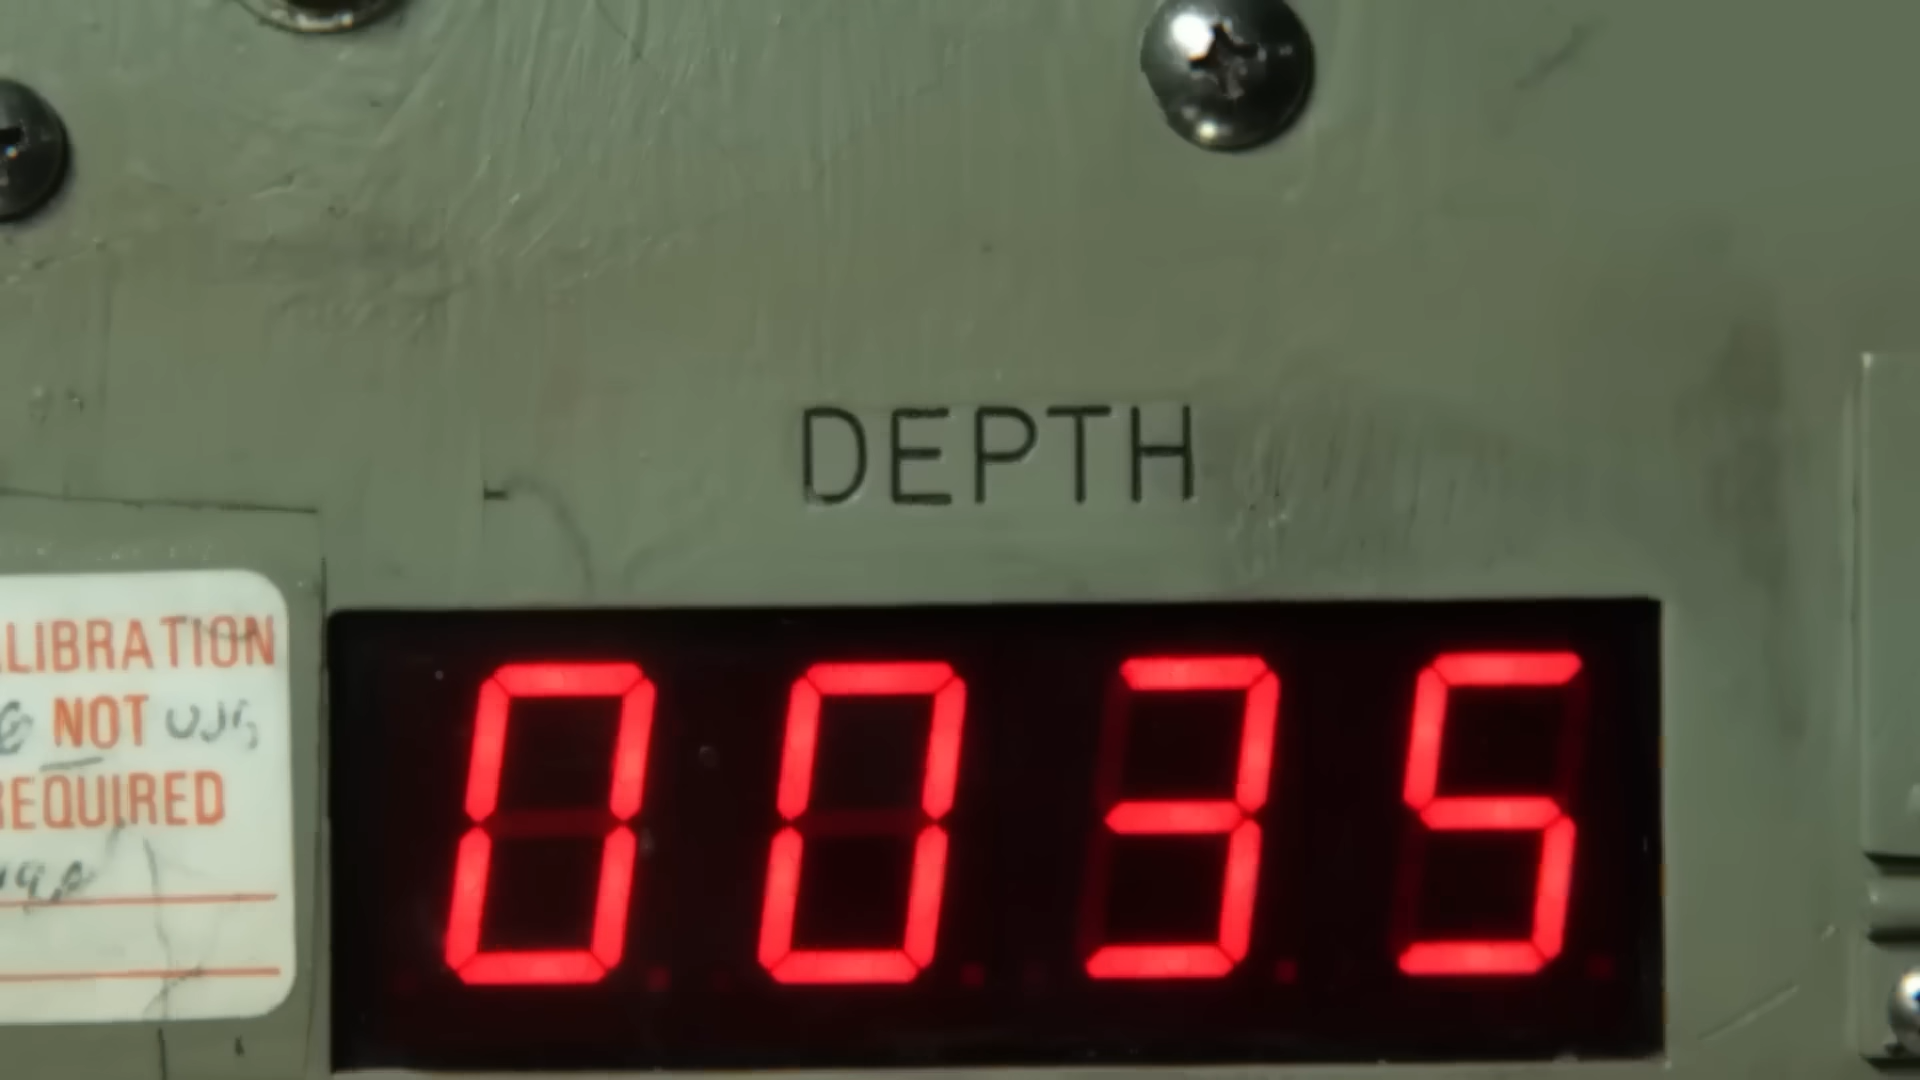 DEPTH
0035
ALIBRATION
NOT
REQUIRED